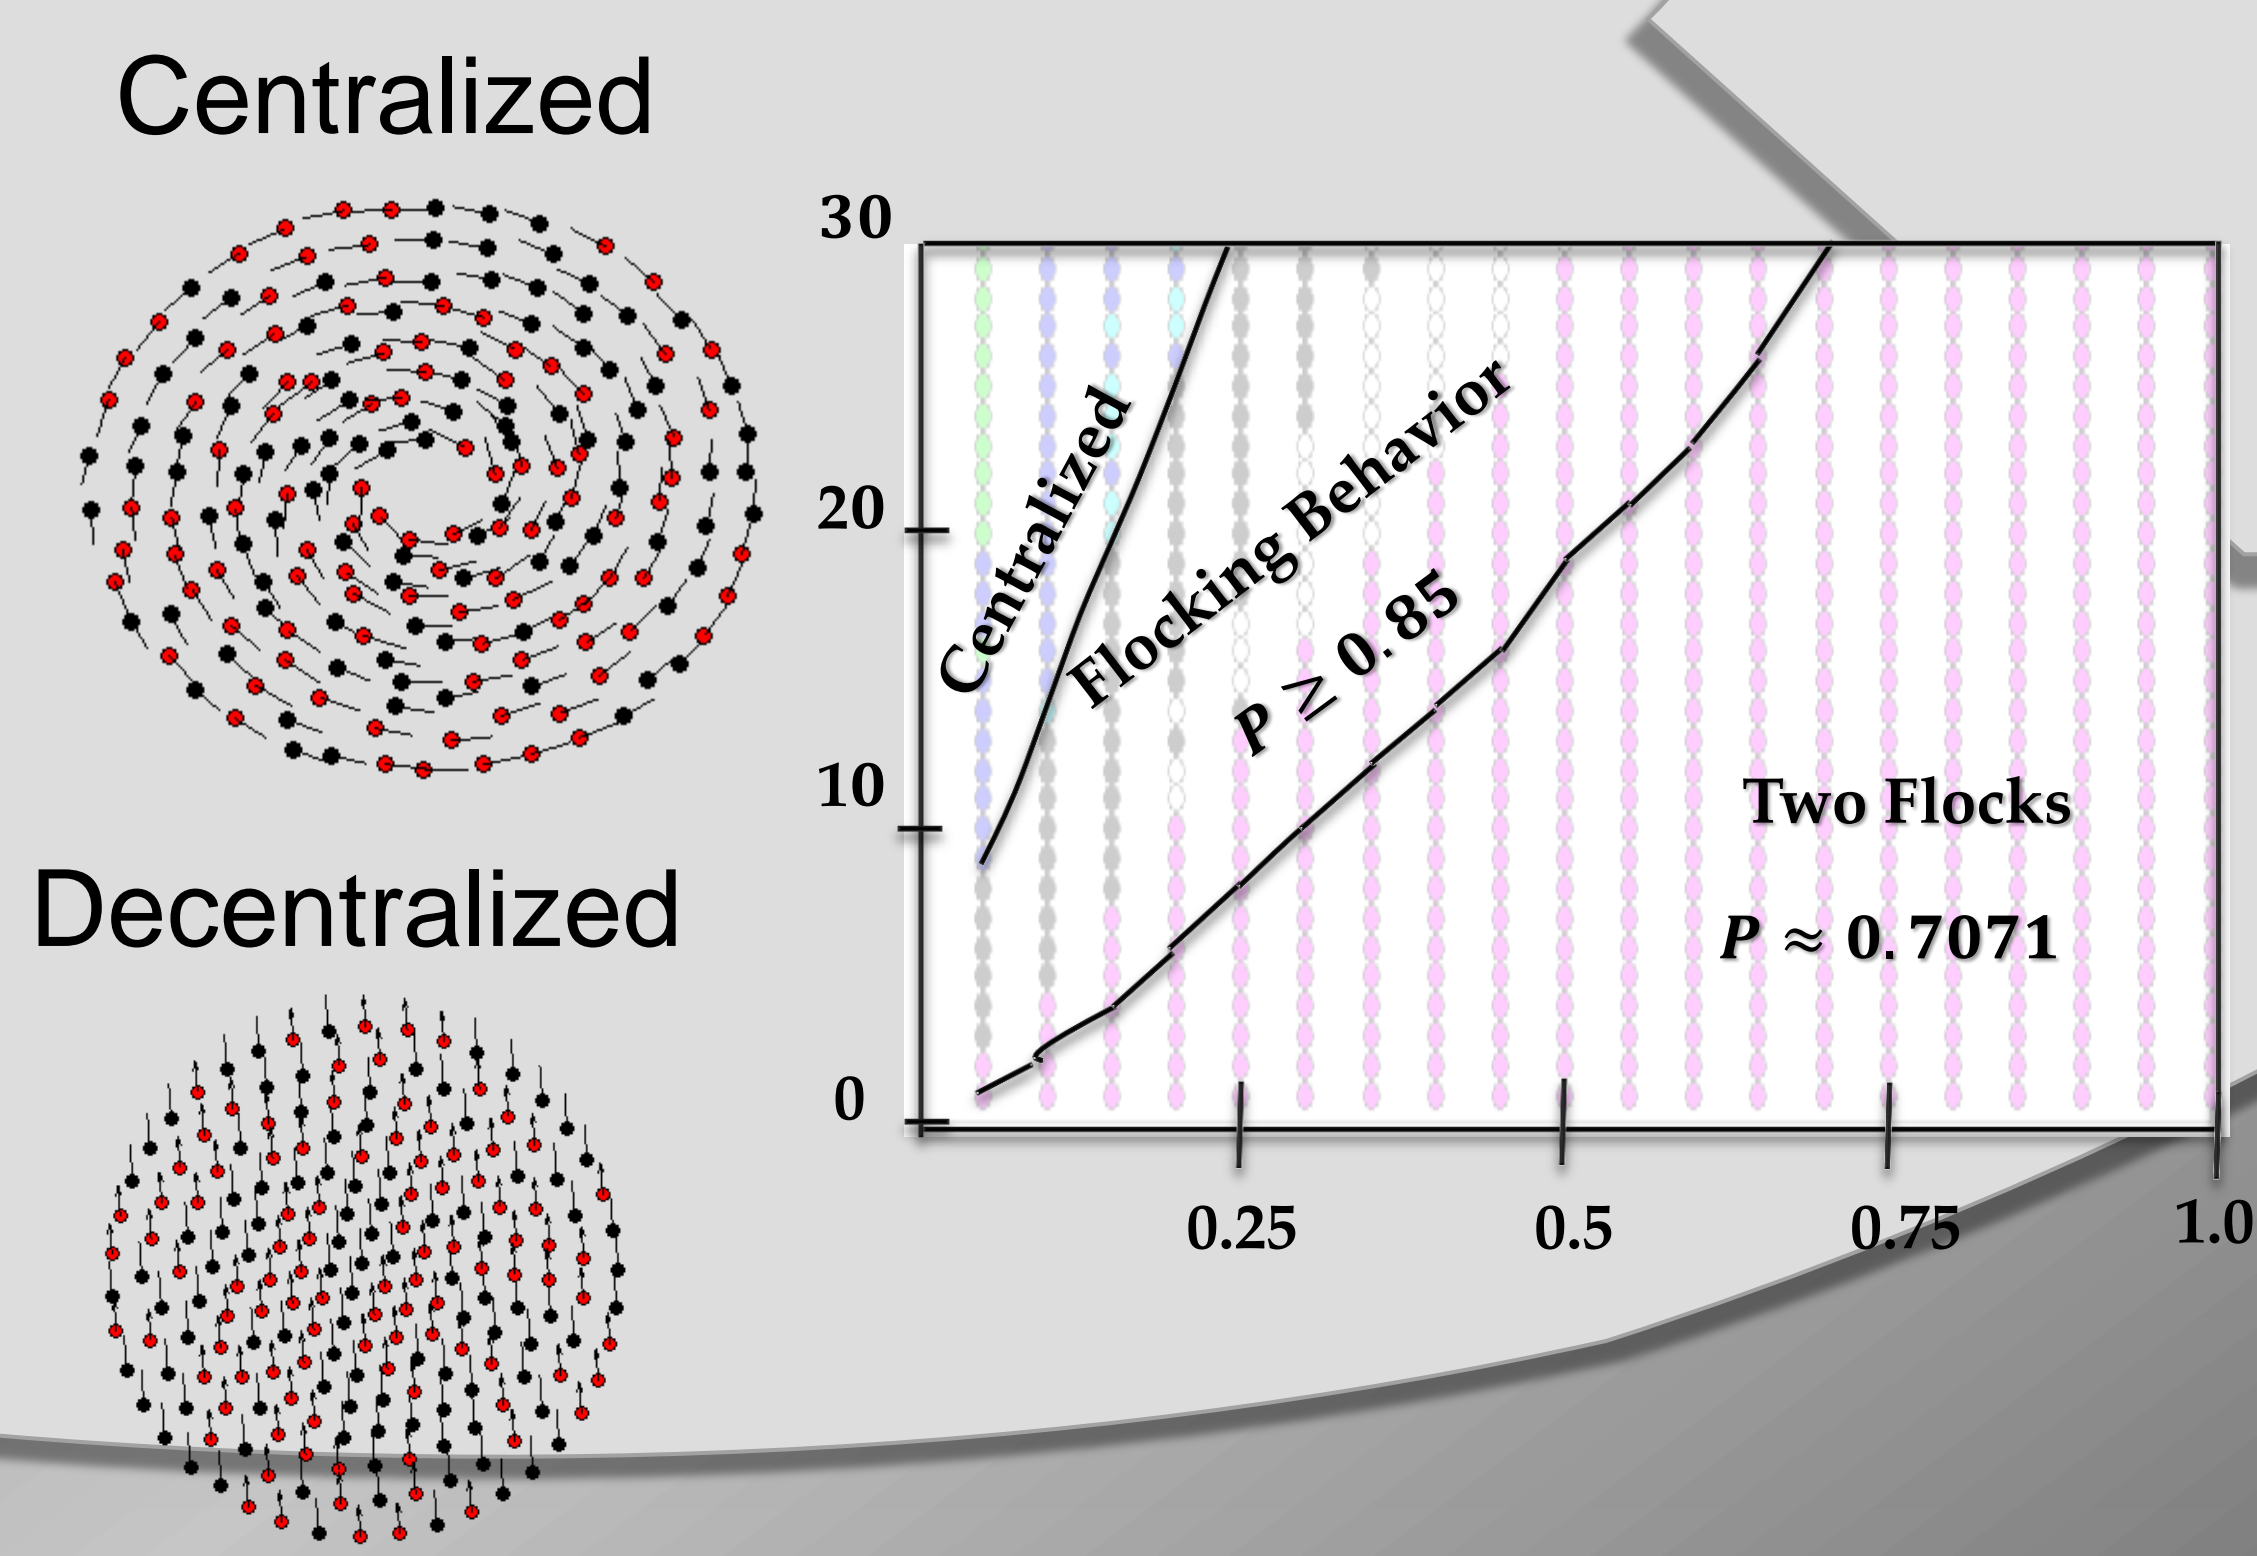 Centralized
Decentralized
30
20
10
0
Centralized
Flocking Behavior
P ≥ 0.85
Two Flocks
P ≈ 0.7071
0.25
0.5
0.75
1.0